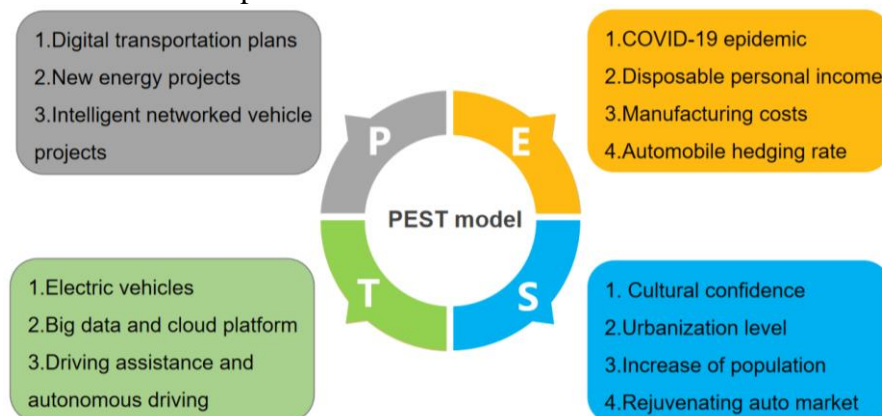 1.Digital transportation plans
2.New energy projects
3.Intelligent networked vehicle
projects
1.COVID-19 epidemic
2.Disposable personal income
3.Manufacturing costs
4.Automobile hedging rate
P
E
PEST model
T
S
1.Electric vehicles
2.Big data and cloud platform
3.Driving assistance and
autonomous driving
1. Cultural confidence
2.Urbanization level
3.Increase of population
4.Rejuvenating auto market